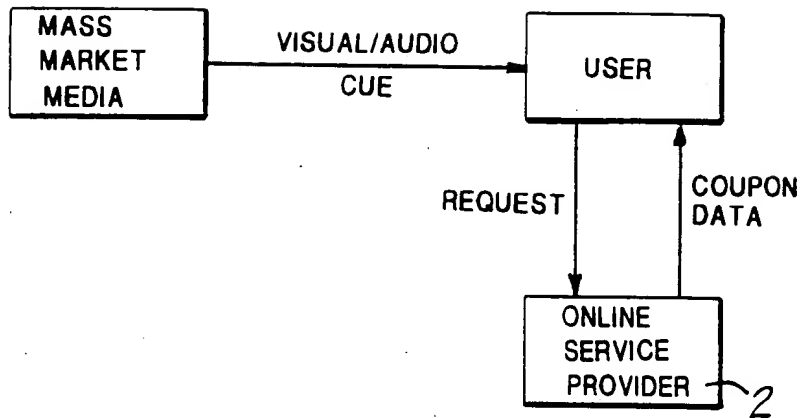 MASS
MARKET
MEDIA
VISUAL/AUDIO
CUE
USER
REQUEST
COUPON
DATA
ONLINE
SERVICE
PROVIDER
2